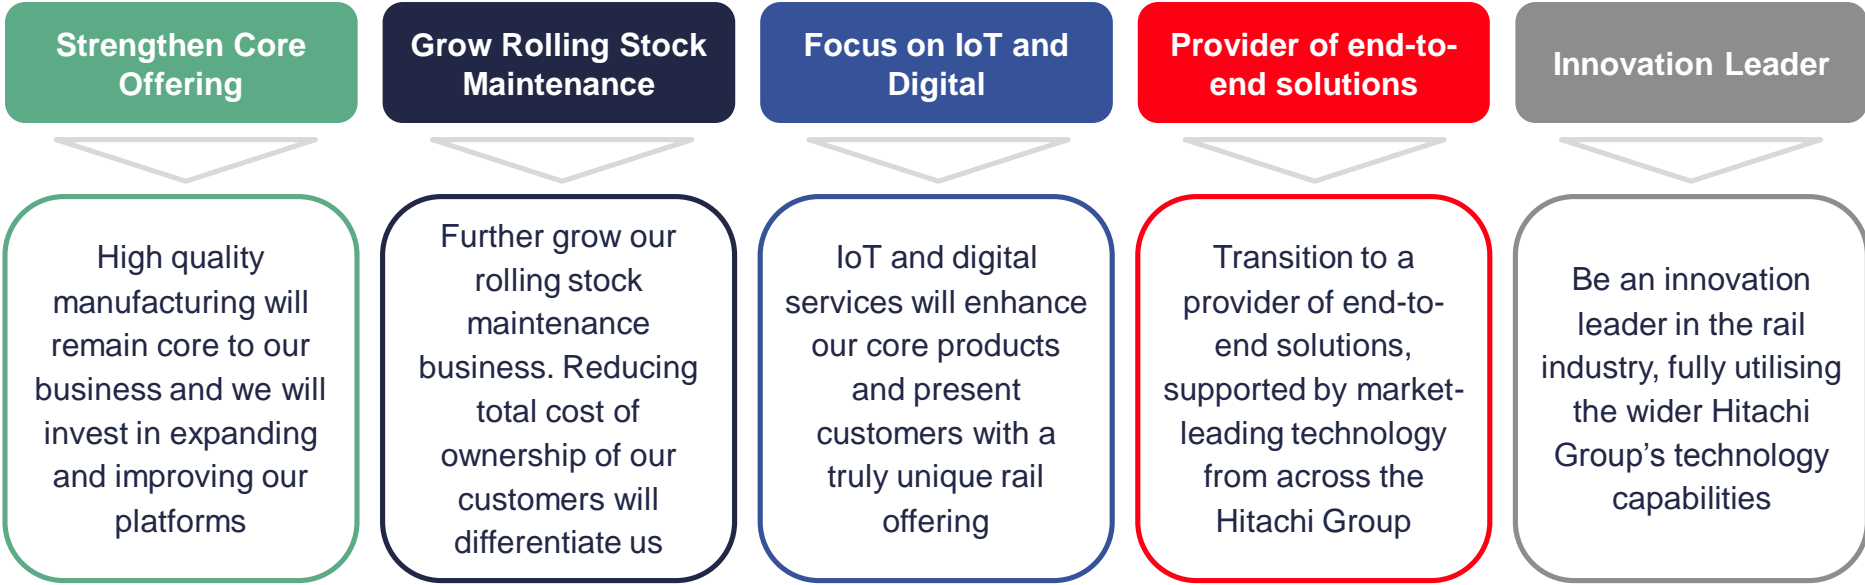 Strengthen Core
Offering
High quality
manufacturing will
remain core to our
business and we will
invest in expanding
and improving our
platforms
Grow Rolling Stock
Maintenance
Further grow our
rolling stock
maintenance
business. Reducing
total cost of
ownership of our
customers will
differentiate us
Focus on IoT and
Digital
IoT and digital
services will enhance
our core products
and present
customers with a
truly unique rail
offering
Provider of end-to-
end solutions
Transition to a
provider of end-to-
end solutions,
supported by market-
leading technology
from across the
Hitachi Group
Innovation Leader
Be an innovation
leader in the rail
industry, fully utilising
the wider Hitachi
Group’s technology
capabilities